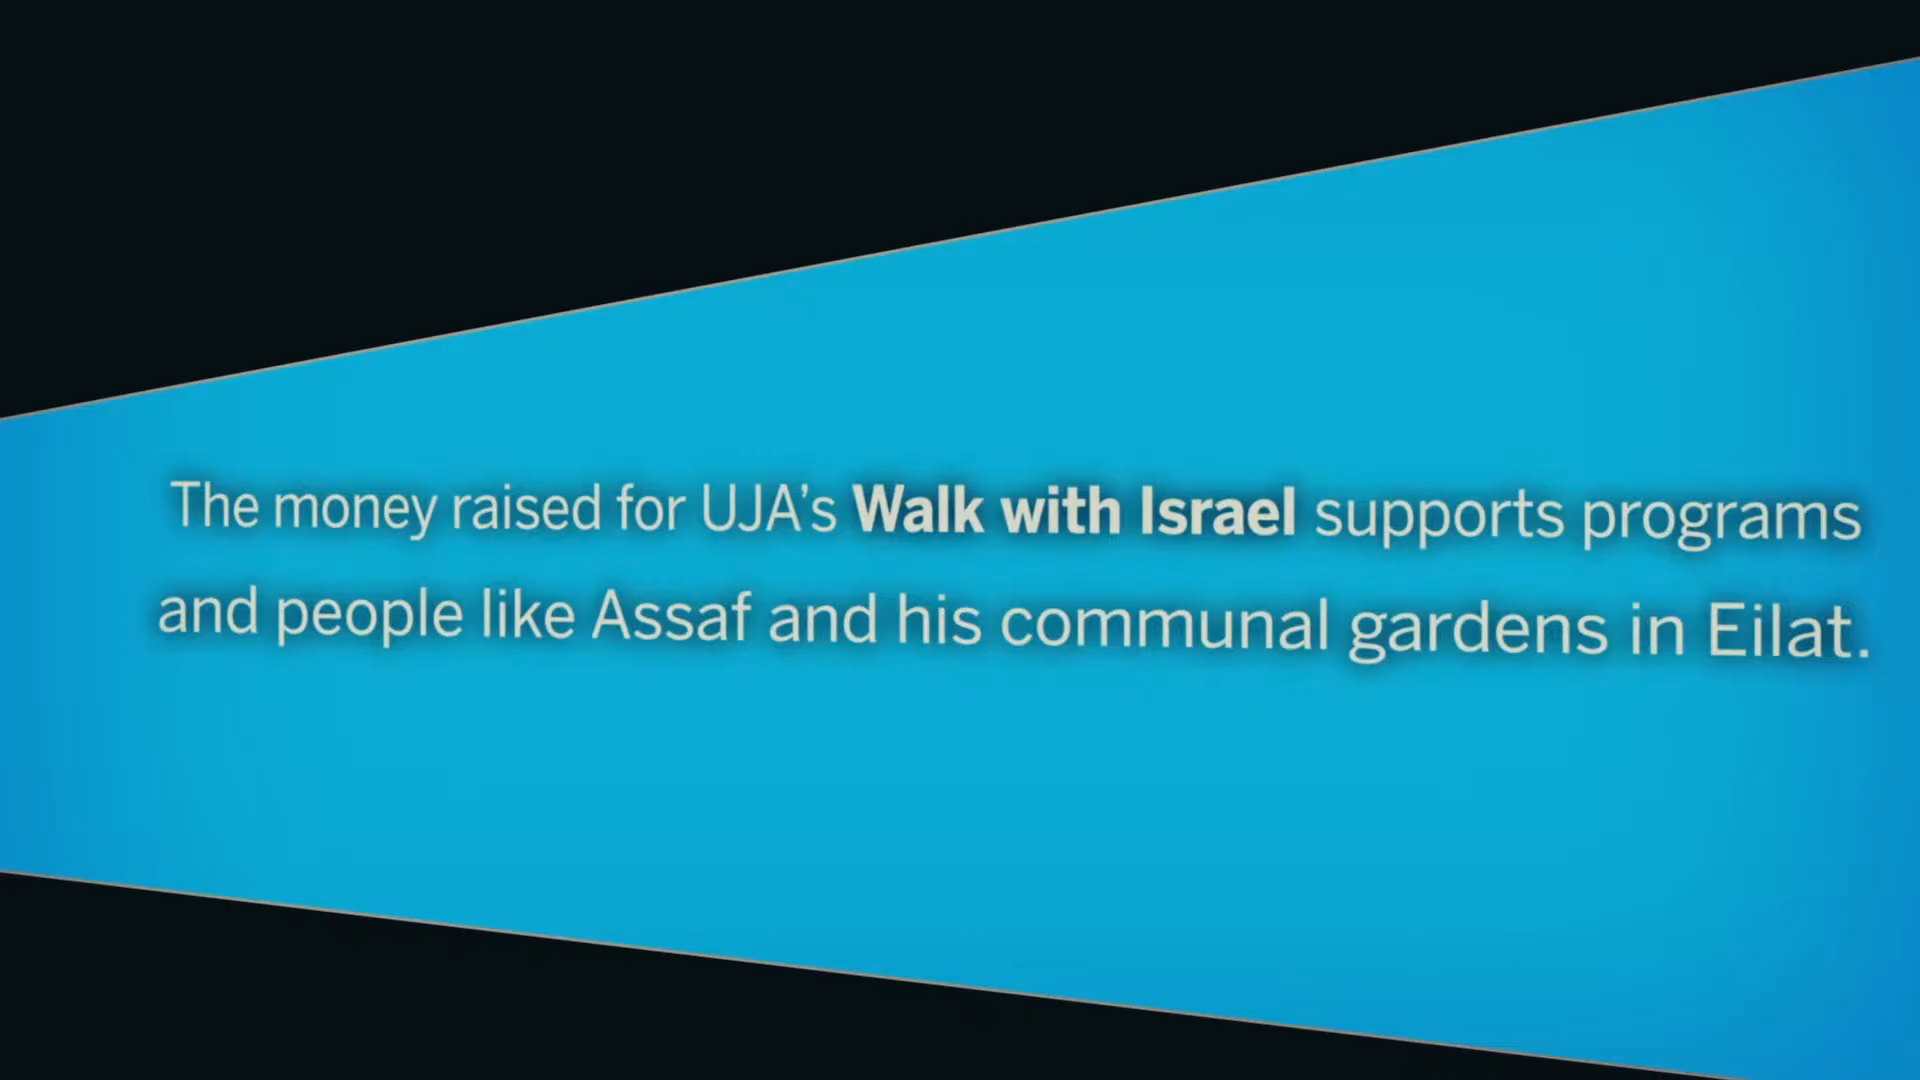 The money raised for UJA’s Walk with Israel supports programs
and people like Assaf and his communal gardens in Eilat.